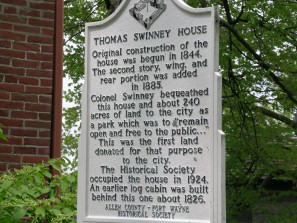 THOMAS SWINNEY HOUSE
Original construction of the
house was begun in 1844.
The second story, wing, and
rear portion was added
in 1885.
Colonel Swinney bequeathed
this house and about 240
acres of land to the city as
a park which was to "remain
open and free to the public..."
This was the first land
donated for that purpose
to the city.
The Historical Society
occupied the house in 1924.
An earlier log cabin was built
behind this one about 1826.
ALLEN COUNTY - FORT WAYNE
HISTORICAL SOCIETY